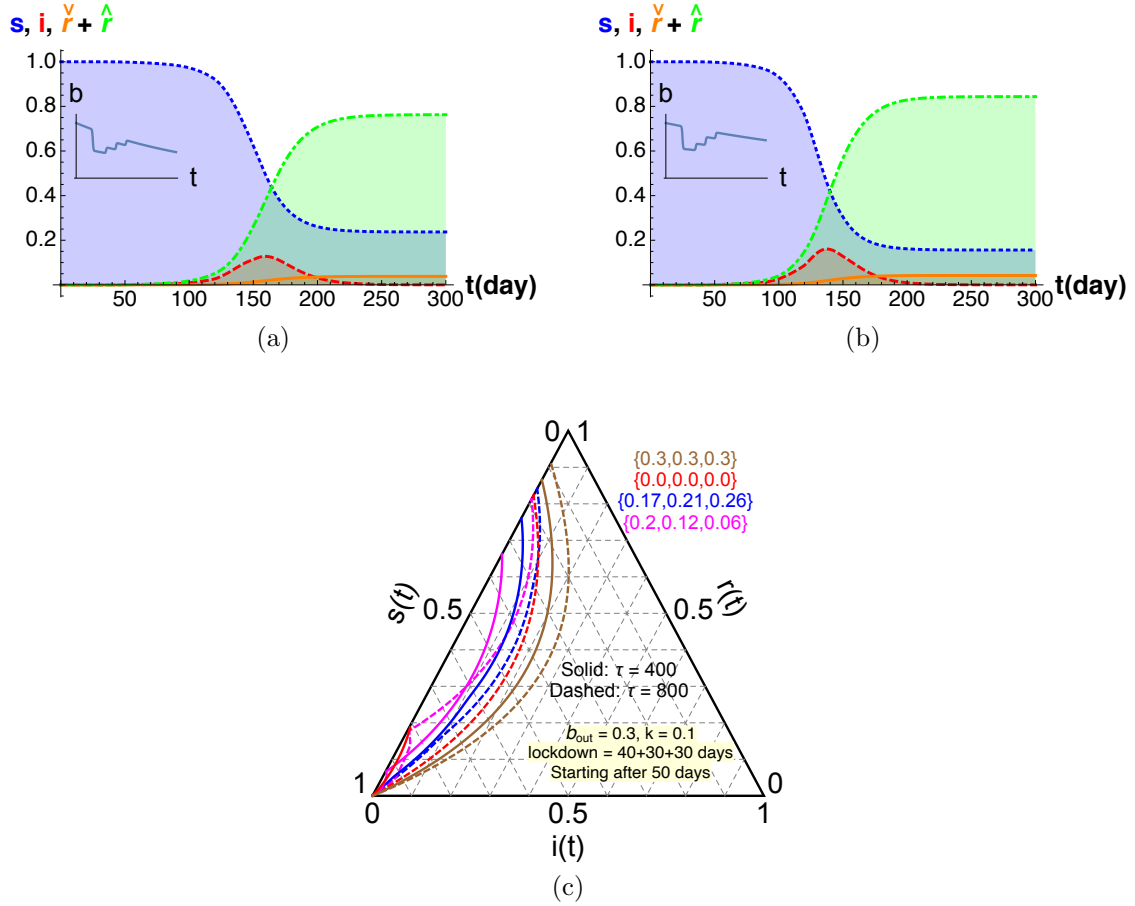 s, i, ř + r̂
1.0
0.8
0.6
0.4
0.2
b
t
50 100 150 200 250 300 t(day)
(a)
s, i, ř + r̂
1.0
0.8
0.6
0.4
0.2
b
t
50 100 150 200 250 300 t(day)
(b)
0 1
{0.3,0.3,0.3}
{0.0,0.0,0.0}
{0.17,0.21,0.26}
{0.2,0.12,0.06}
s(t) 0.5 0.5 r(t)
Solid: τ = 400
Dashed: τ = 800
b_out = 0.3, k = 0.1
lockdown = 40+30+30 days
Starting after 50 days
1 0
0 0.5 1
i(t)
(c)